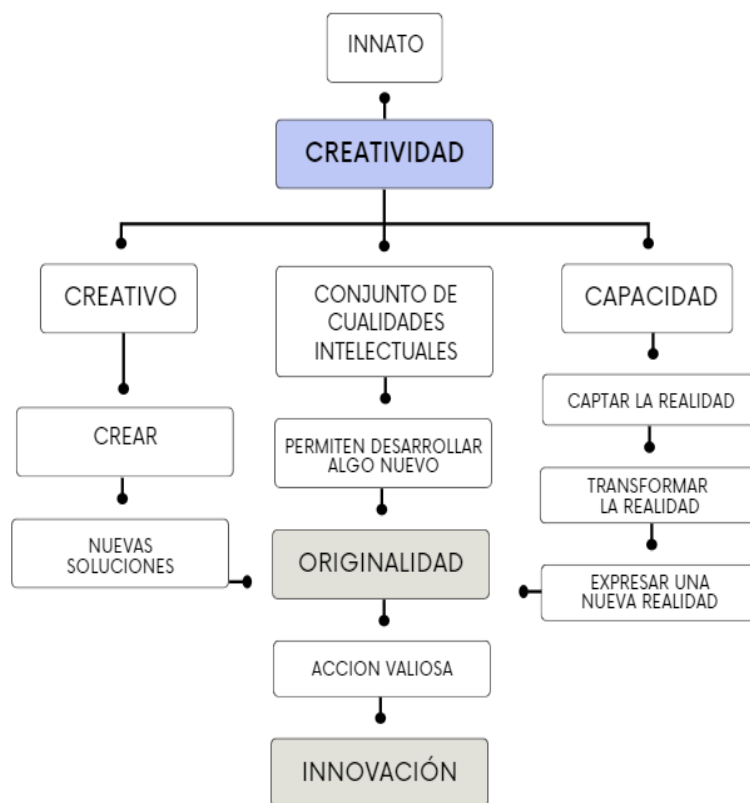 INNATO
CREATIVIDAD
CREATIVO
CONJUNTO DE
CUALIDADES
INTELECTUALES
CAPACIDAD
CREAR
PERMITEN DESARROLLAR
ALGO NUEVO
CAPTAR LA REALIDAD
NUEVAS
SOLUCIONES
ORIGINALIDAD
TRANSFORMAR
LA REALIDAD
EXPRESAR UNA
NUEVA REALIDAD
ACCION VALIOSA
INNOVACIÓN